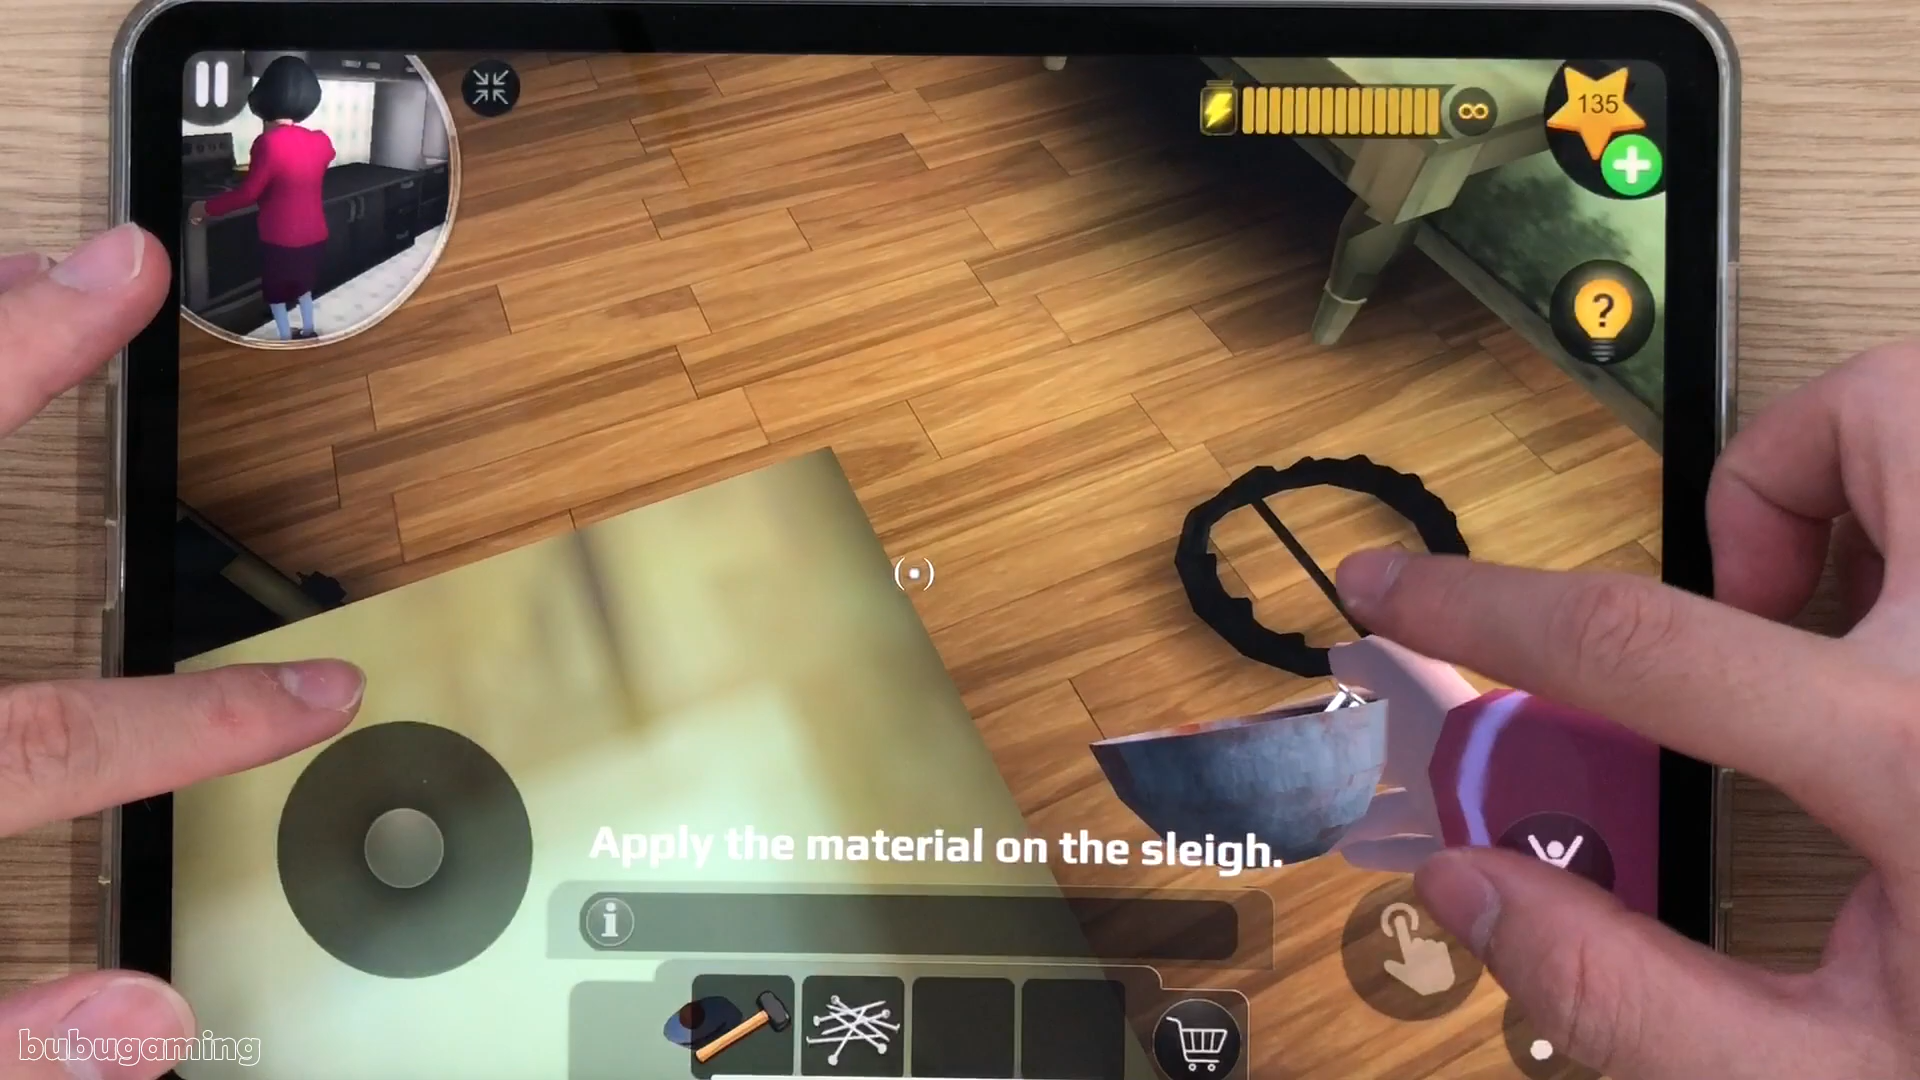 135
Apply the material on the sleigh.
bubugaming